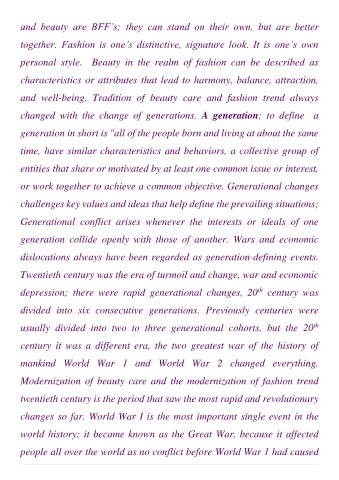 and beauty are BFF's; they can stand on their own, but are better
together. Fashion is one's distinctive, signature look. It is one's own
personal style.  Beauty in the realm of fashion can be described as
characteristics or attributes that lead to harmony, balance, attraction,
and well-being. Tradition of beauty care and fashion trend always
changed with the change of generations. A generation; to define  a
generation in short is "all of the people born and living at about the same
time, have similar characteristics and behaviors, a collective group of
entities that share or motivated by at least one common issue or interest,
or work together to achieve a common objective. Generational changes
challenges key values and ideas that help define the prevailing situations;
Generational conflict arises whenever the interests or ideals of one
generation collide openly with those of another. Wars and economic
dislocations always have been regarded as generation-defining events.
Twentieth century was the era of turmoil and change, war and economic
depression; there were rapid generational changes, 20th century was
divided into six consecutive generations. Previously centuries were
usually divided into two to three generational cohorts, but the 20th
century it was a different era, the two greatest war of the history of
mankind World War 1 and World War 2 changed everything.
Modernization of beauty care and the modernization of fashion trend
twentieth century is the period that saw the most rapid and revolutionary
changes so far. World War I is the most important single event in the
world history; it became known as the Great War, because it affected
people all over the world as no conflict before World War 1 had caused